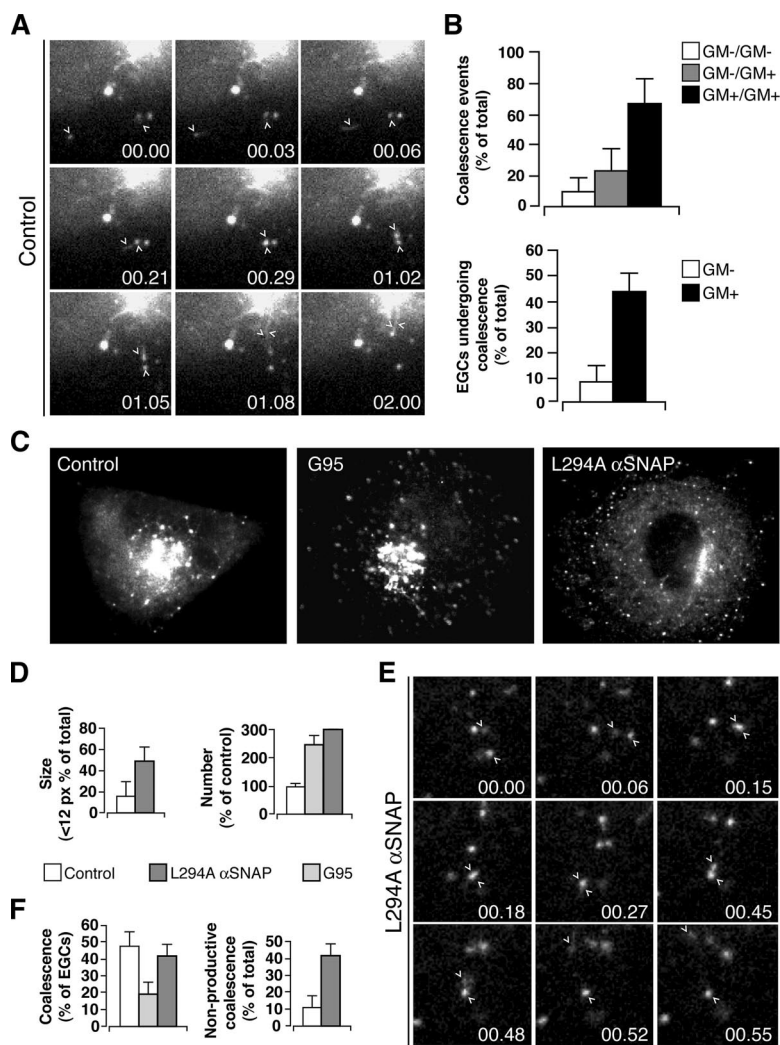 A
Control
00.00
00.03
00.06
00.21
00.29
01.02
01.05
01.08
02.00
B
Coalescence events
(% of total)
100
80
60
40
20
0
GM-/GM-
GM-/GM+
GM+/GM+
EGCs undergoing
coalescence
(% of total)
60
50
40
30
20
10
0
GM-
GM+
C
Control
G95
L294A αSNAP
D
Size
(<12 px % of total)
80
60
40
20
0
Number
(% of control)
300
200
100
0
Control
L294A αSNAP
G95
E
L294A αSNAP
00.00
00.06
00.15
00.18
00.27
00.45
00.48
00.52
00.55
F
Coalescence
(% of EGCs)
60
50
40
30
20
10
0
Non-productive
coalescence
(% of total)
60
50
40
30
20
10
0